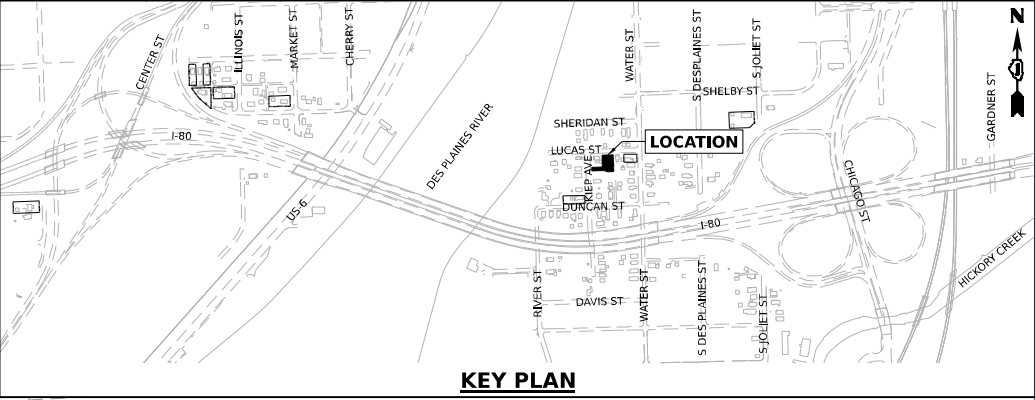 N
CENTER ST
ILLINOIS ST
MARKET ST
CHERRY ST
WATER ST
S DESPLAINES ST
S JOLIET ST
GARDNER ST
SHELBY ST
I-80
DES PLAINES RIVER
SHERIDAN ST
LUCAS ST
LOCATION
KIEP AVE
DUNCAN ST
CHICAGO ST
US-6
I-80
HICKORY CREEK
RIVER ST
DAVIS ST
WATER ST
S DES PLAINES ST
S JOLIET ST
KEY PLAN